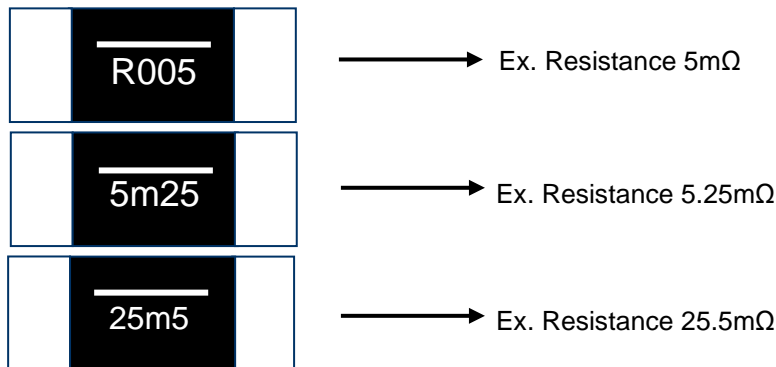 R005
Ex. Resistance 5mΩ
5m25
Ex. Resistance 5.25mΩ
25m5
Ex. Resistance 25.5mΩ